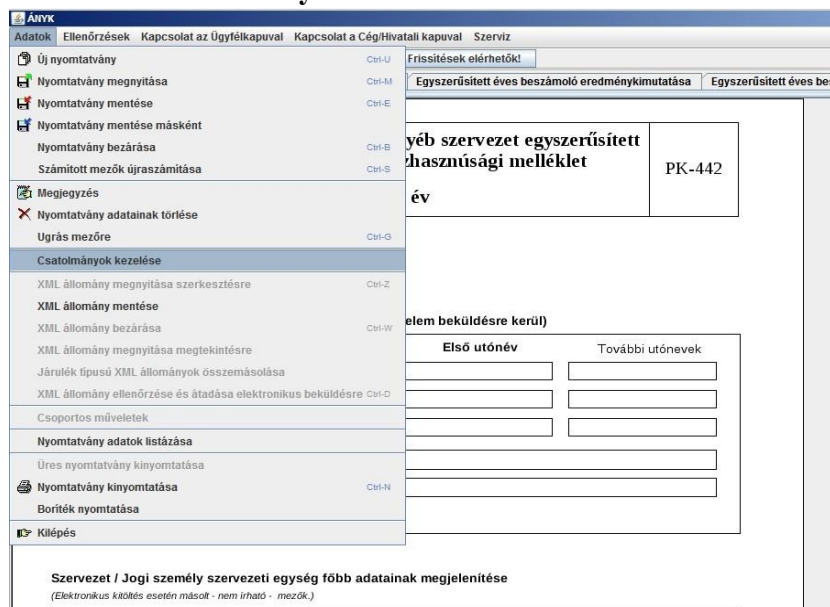 ÁNYK
Adatok Ellenőrzések Kapcsolat az Ügyfélkapuval Kapcsolat a Cég/Hivatali kapuval Szerviz
Új nyomtatvány Ctrl-U
Nyomtatvány megnyitása Ctrl-M
Nyomtatvány mentése Ctrl-E
Nyomtatvány mentése másként
Nyomtatvány bezárása Ctrl-B
Számított mezők újraszámítása Ctrl-S
Megjegyzés
Nyomtatvány adatainak törlése
Ugrás mezőre Ctrl-G
Csatolmányok kezelése
XML állomány megnyitása szerkesztésre Ctrl-Z
XML állomány mentése
XML állomány bezárása Ctrl-W
XML állomány megnyitása megtekintésre
Járulék típusú XML állományok összemásolása
XML állomány ellenőrzése és átadása elektronikus beküldésre Ctrl-D
Csoportos műveletek
Nyomtatvány adatok listázása
Üres nyomtatvány kinyomtatása
Nyomtatvány kinyomtatása Ctrl-N
Boríték nyomtatása
Kilépés
Frissítések elérhetők!
Egyszerűsített éves beszámoló eredménykimutatása Egyszerűsített éves be
yéb szervezet egyszerűsített
zhasznúsági melléklet
év
PK-442
elem beküldésre kerül)
Első utónév További utónevek
Szervezet / Jogi személy szervezeti egység főbb adatainak megjelenítése
(Elektronikus kitöltés esetén másolt - nem írható - mezők.)